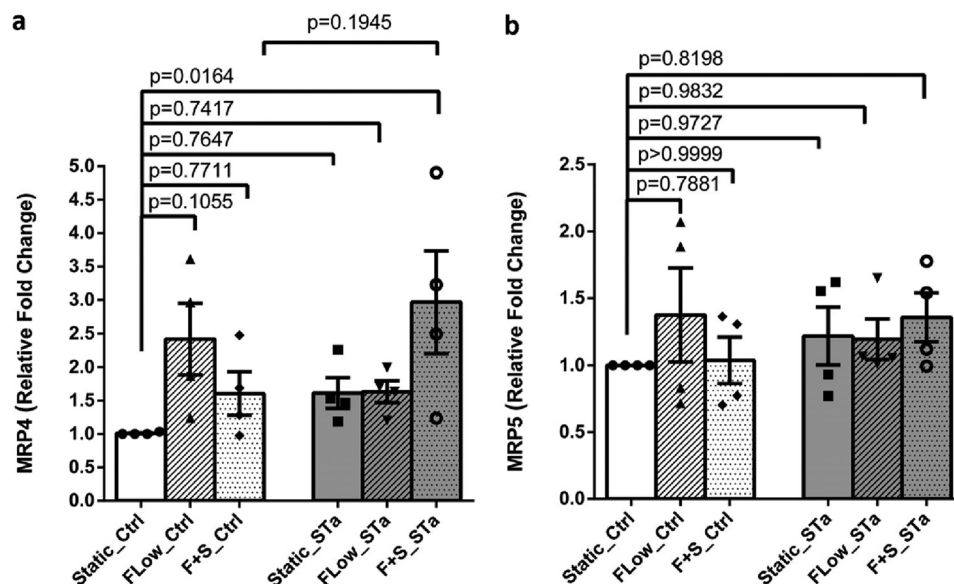 a
p=0.1945
p=0.0164
p=0.7417
p=0.7647
p=0.7711
p=0.1055
MRP4 (Relative Fold Change)
5.0
4.5
4.0
3.5
3.0
2.5
2.0
1.5
1.0
0.5
0.0
Static_Ctrl
FLow_Ctrl
F+S_Ctrl
Static_STa
FLow_STa
F+S_STa
b
p=0.8198
p=0.9832
p=0.9727
p>0.9999
p=0.7881
MRP5 (Relative Fold Change)
2.5
2.0
1.5
1.0
0.5
0.0
Static_Ctrl
FLow_Ctrl
F+S_Ctrl
Static_STa
FLow_STa
F+S_STa